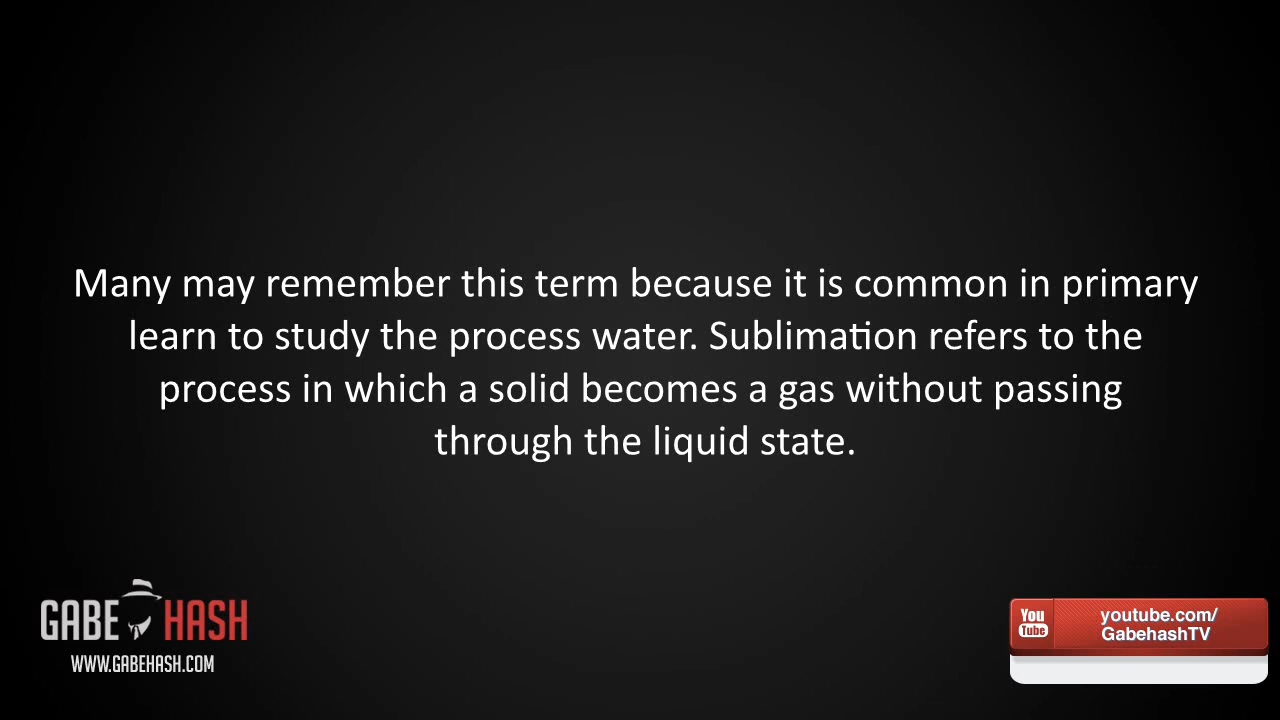 Many may remember this term because it is common in primary
learn to study the process water. Sublimation refers to the
process in which a solid becomes a gas without passing
through the liquid state.
GABE HASH
WWW.GABEHASH.COM
You
Tube
youtube.com/
GabehashTV